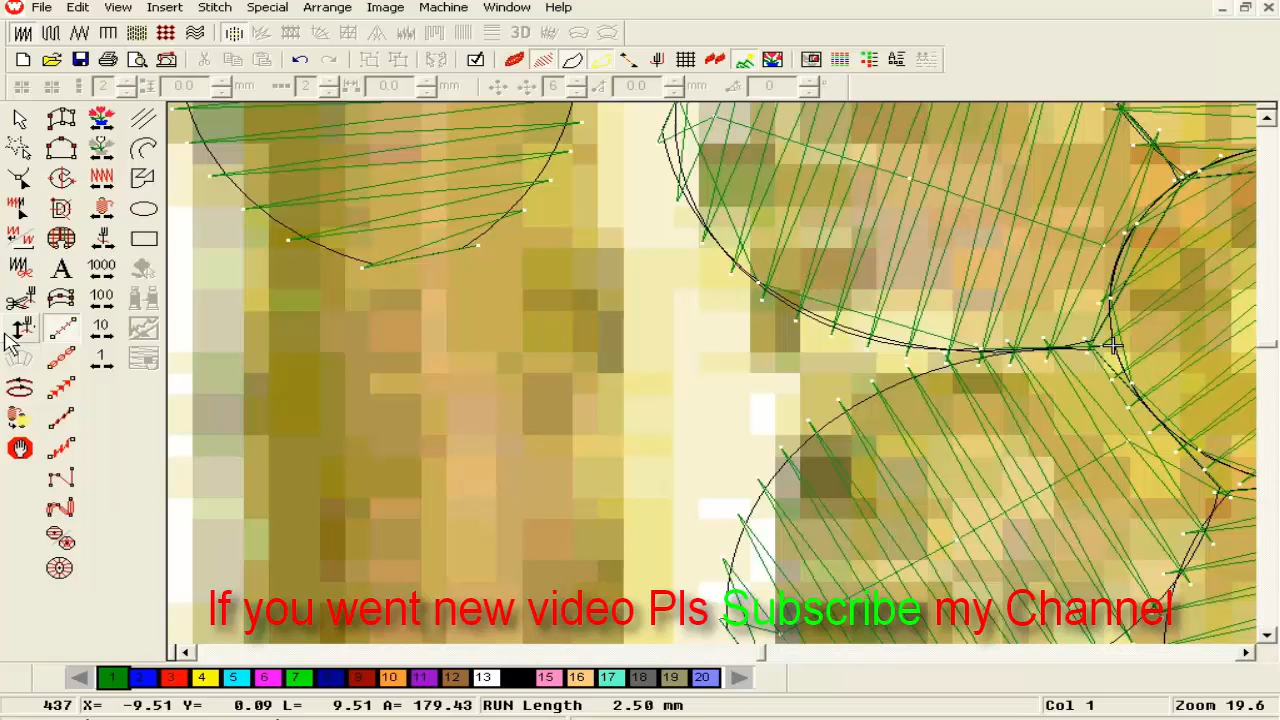 File Edit View Insert Stitch Special Arrange Image Machine Window Help
3D
2 0.0 mm 2 0.0 mm 6 0.0 mm 0 °
A 1000
100
10
1
If you went new video Pls Subscribe my Channel
1 2 3 4 5 6 7 8 9 10 11 12 13 15 16 17 18 19 20
437 X= -9.51 Y= 0.09 L= 9.51 A= 179.43 RUN Length 2.50 mm Col 1 Zoom 19.6